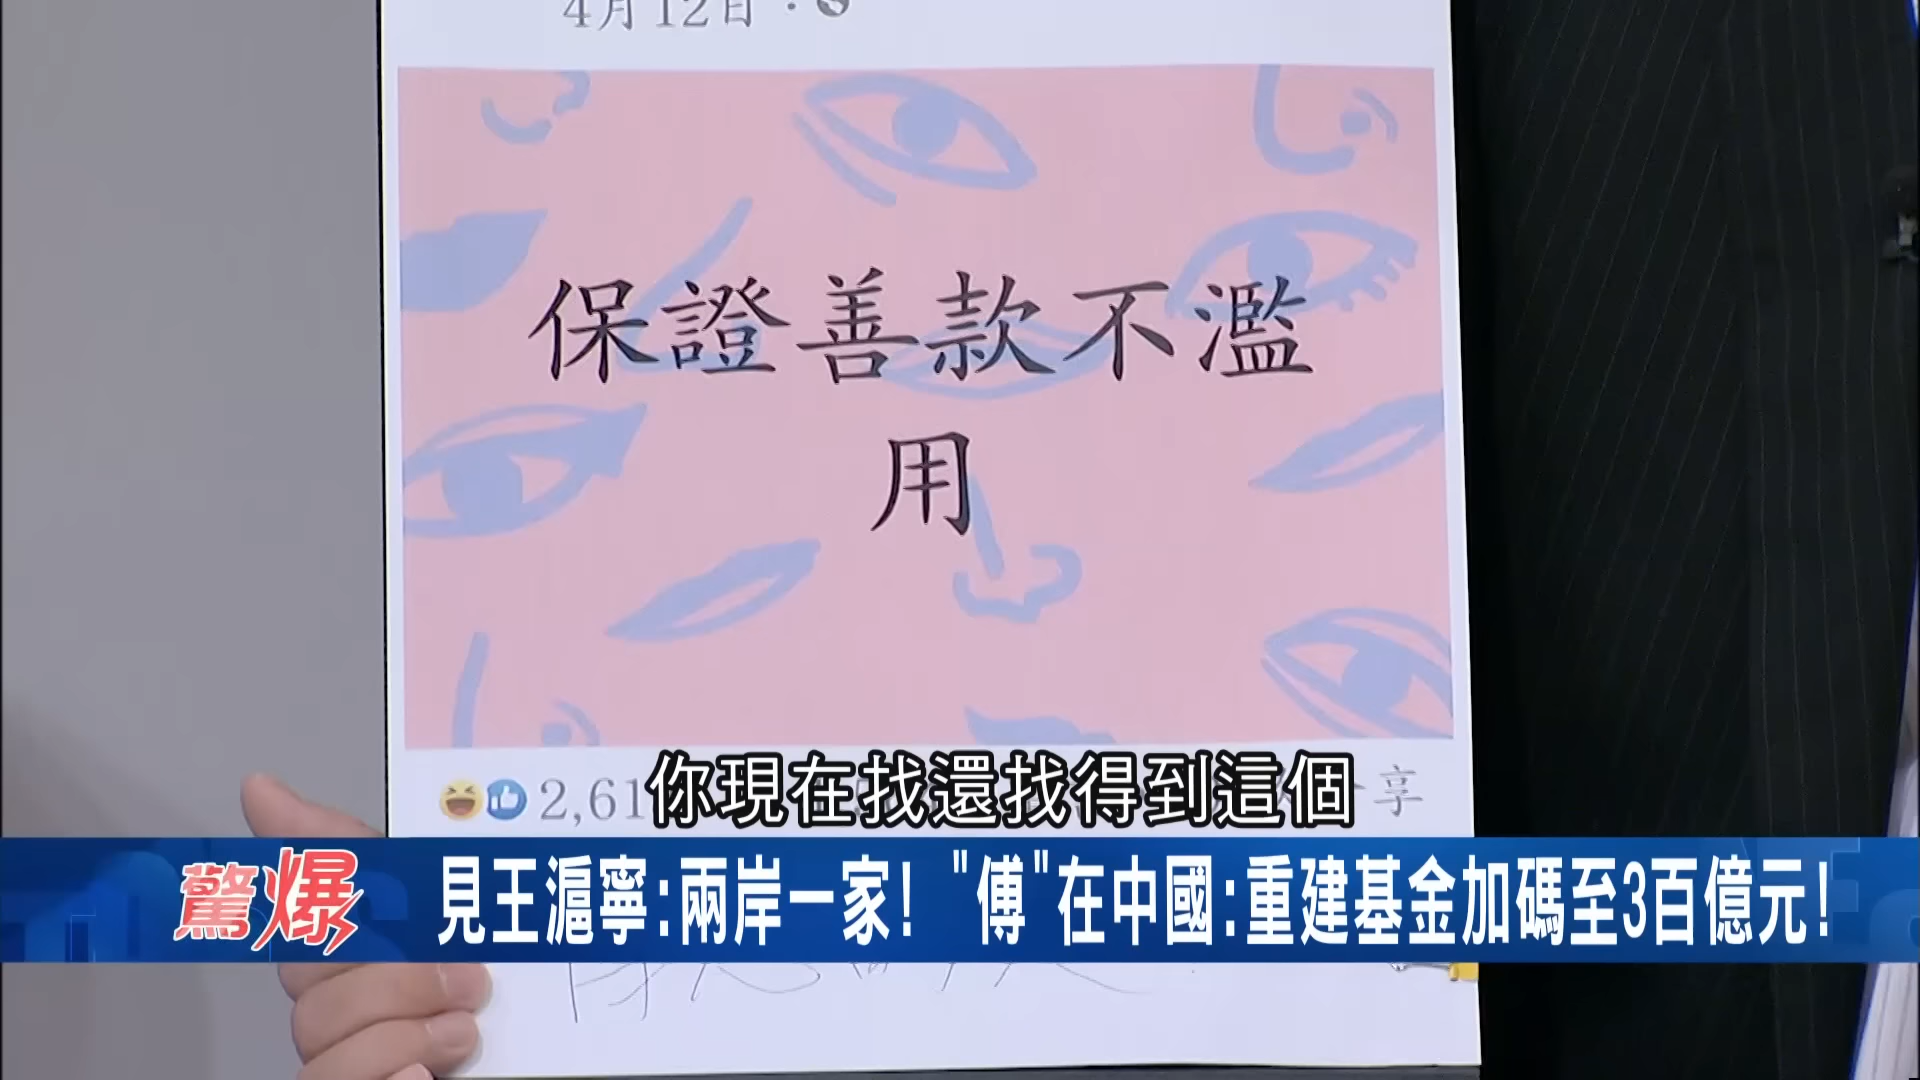 4月12日 ·
保證善款不濫
用
2,61
享
你現在找還找得到這個
驚爆
見王滬寧:兩岸一家! "傅"在中國:重建基金加碼至3百億元!